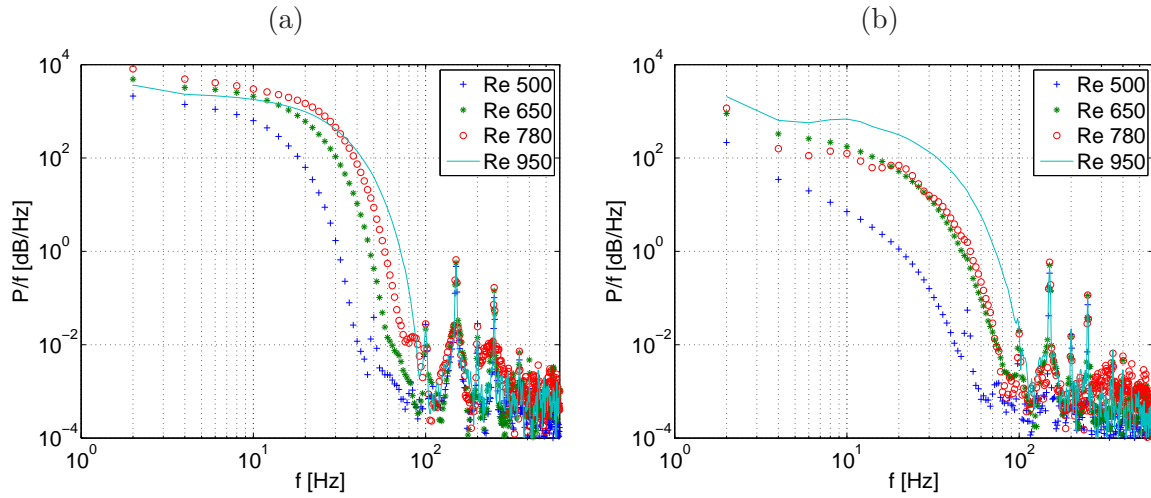 (a)
10^4
10^2
10^0
10^-2
10^-4
P/f [dB/Hz]
Re 500
Re 650
Re 780
Re 950
10^0
10^1
10^2
f [Hz]
(b)
10^4
10^2
10^0
10^-2
10^-4
P/f [dB/Hz]
Re 500
Re 650
Re 780
Re 950
10^0
10^1
10^2
f [Hz]